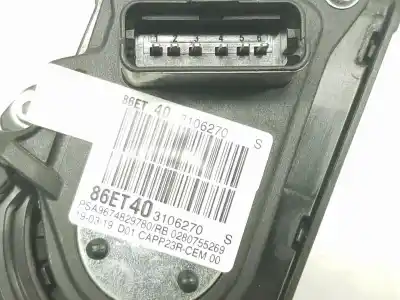 1 2 3 4 5 6
86ET 40 3106270 S
86ET40 3106270 S
PSA9674829780/RB 0280755269
19-03-19 D01 CAPP23R-CEM 00